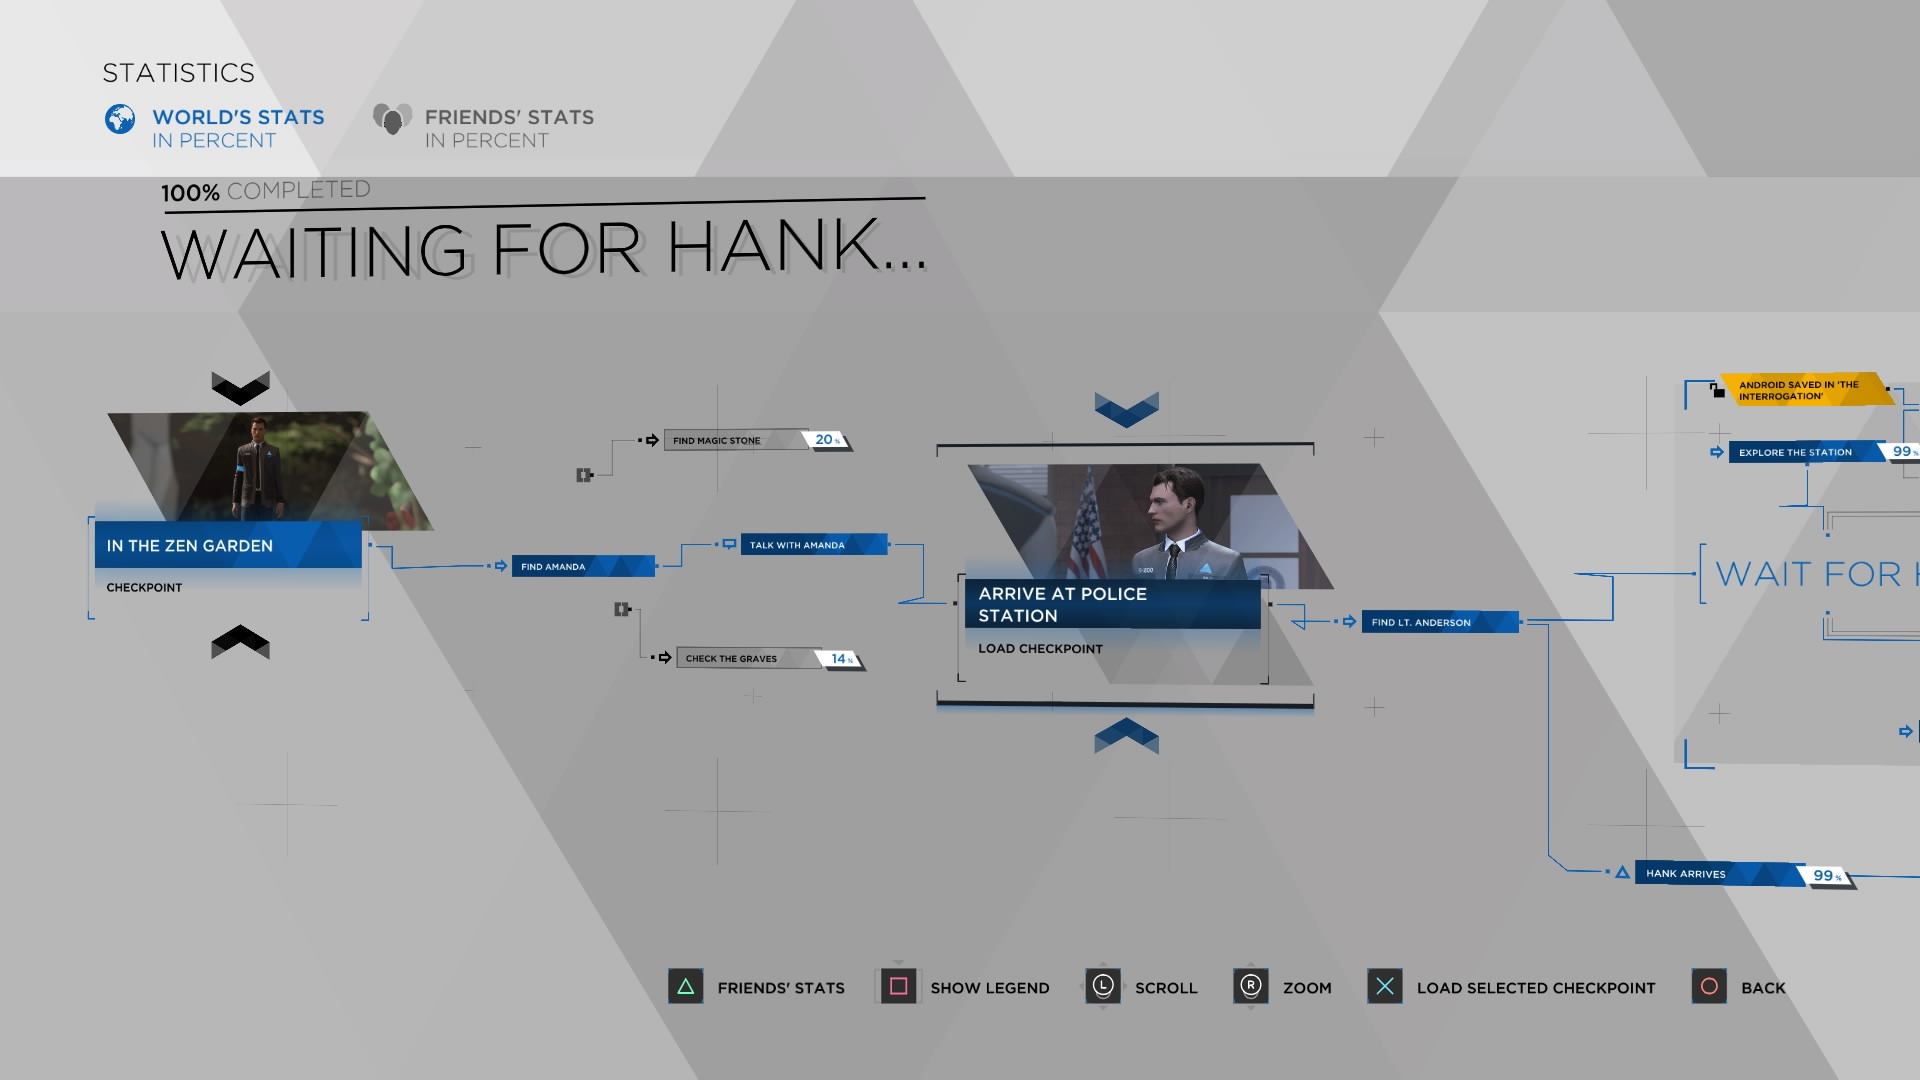 STATISTICS
WORLD'S STATS
IN PERCENT
FRIENDS' STATS
IN PERCENT
100% COMPLETED
WAITING FOR HANK...
IN THE ZEN GARDEN
CHECKPOINT
FIND AMANDA
FIND MAGIC STONE 20%
TALK WITH AMANDA
CHECK THE GRAVES 14%
ARRIVE AT POLICE
STATION
LOAD CHECKPOINT
FIND LT. ANDERSON
ANDROID SAVED IN 'THE
INTERROGATION'
EXPLORE THE STATION 99%
WAIT FOR
HANK ARRIVES 99%
FRIENDS' STATS
SHOW LEGEND
L SCROLL
R ZOOM
LOAD SELECTED CHECKPOINT
BACK